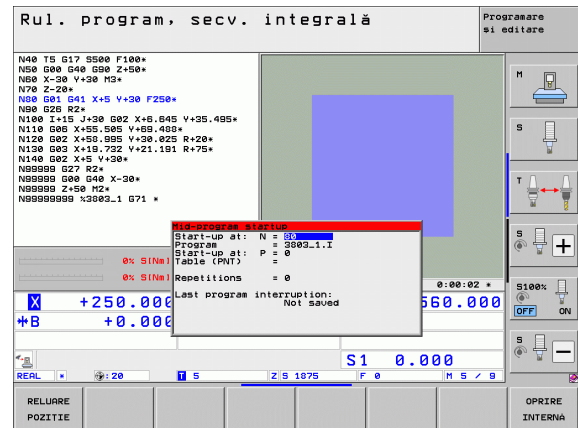 Rul. program, secv. integrală
Programare
și editare
N40 T5 G17 S500 F100*
N50 G00 G40 G90 Z+50*
N60 X-30 Y+30 M3*
N70 Z-20*
N80 G01 G41 X+5 Y+30 F250*
N90 G26 R2*
N100 I+15 J+30 G02 X+6.645 Y+35.495*
N110 G06 X+55.505 Y+69.488*
N120 G02 X+58.995 Y+30.025 R+20*
N130 G03 X+19.732 Y+21.191 R+75*
N140 G02 X+5 Y+30*
N99999 G27 R2*
N99999 G00 G40 X-30*
N99999 Z+50 M2*
N99999999 %3803_1 G71 *
Mid-program startup
Start-up at: N = 80
Program = 3803_1.I
Start-up at: P = 0
Table (PNT) =
Repetitions = 0
Last program interruption:
Not saved
0% S[Nm]
0% S[Nm]
0:00:02 *
X +250.000
560.000
*B +0.000
S1 0.000
REAL * : 20 T 5 Z S 1875 F 0 M 5 / 9
M
S
T
S
+
S100%
OFF ON
S
−
RELUARE
POZITIE
OPRIRE
INTERNĂ